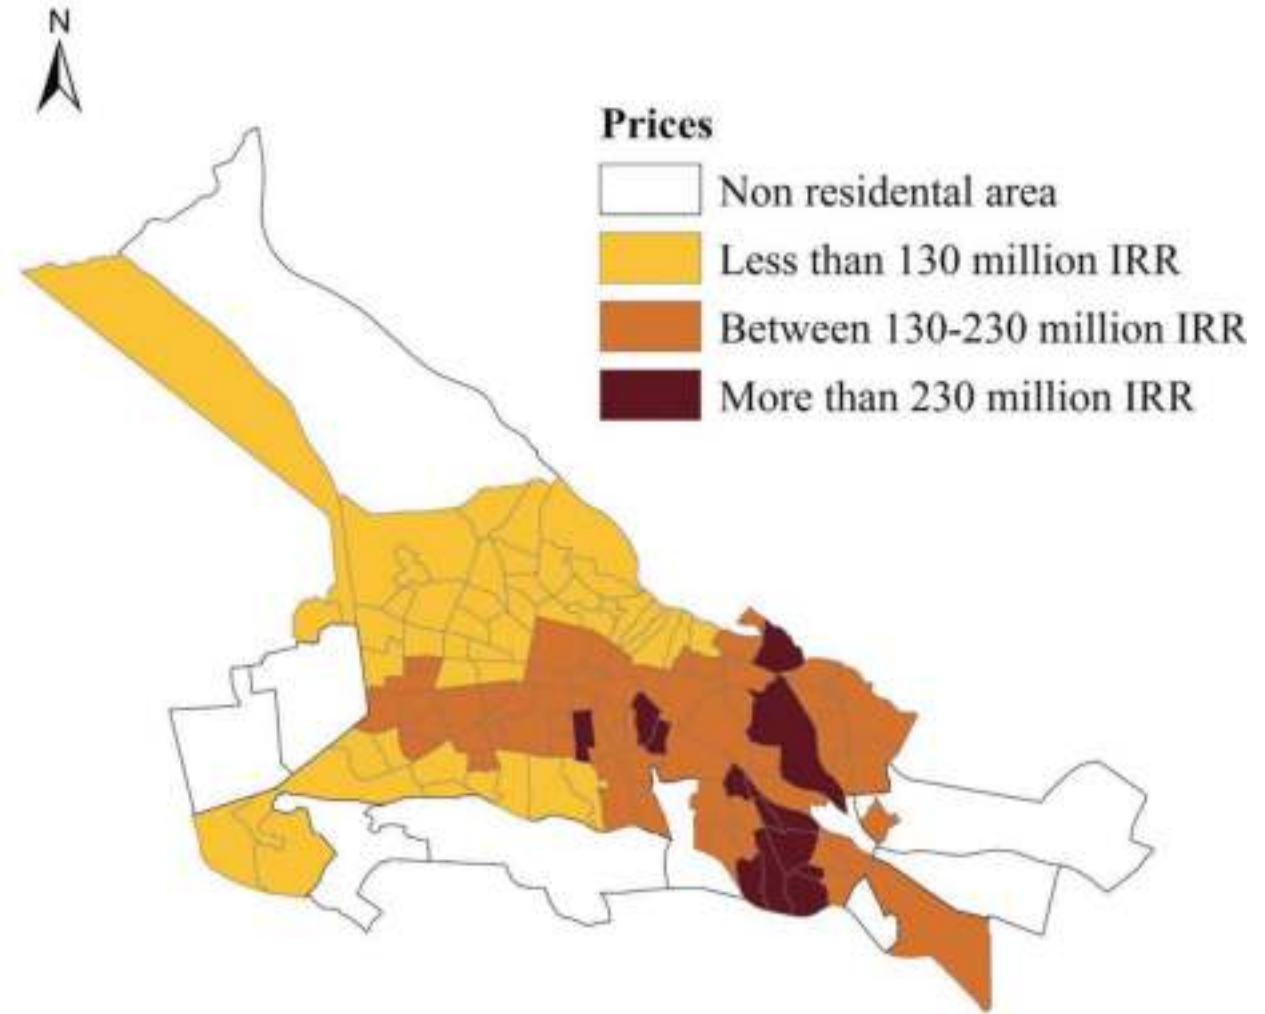 N
Prices
Non residental area
Less than 130 million IRR
Between 130-230 million IRR
More than 230 million IRR